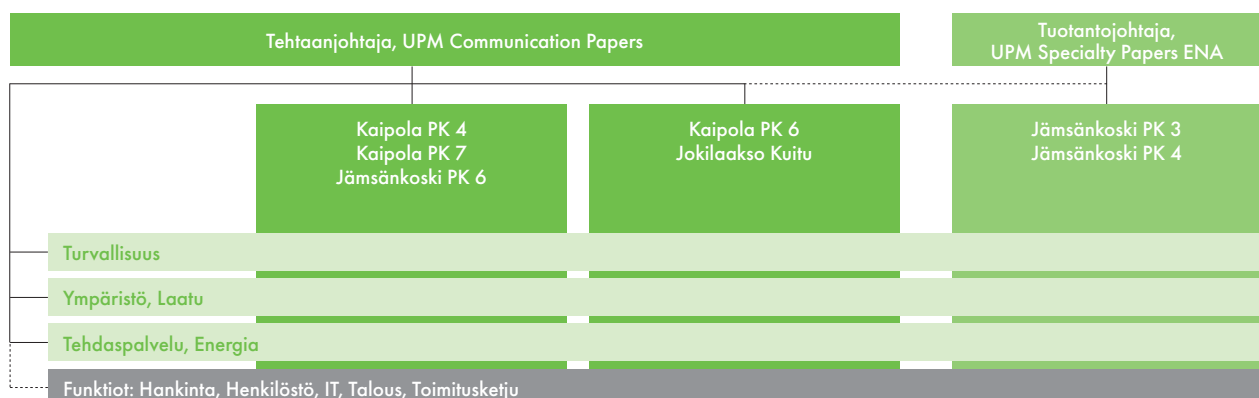 Tehtaanjohtaja, UPM Communication Papers
Tuotantojohtaja,
UPM Specialty Papers ENA
Kaipola PK 4
Kaipola PK 7
Jämsänkoski PK 6
Kaipola PK 6
Jokilaakso Kuitu
Jämsänkoski PK 3
Jämsänkoski PK 4
Turvallisuus
Ympäristö, Laatu
Tehdaspalvelu, Energia
Funktiot: Hankinta, Henkilöstö, IT, Talous, Toimitusketju